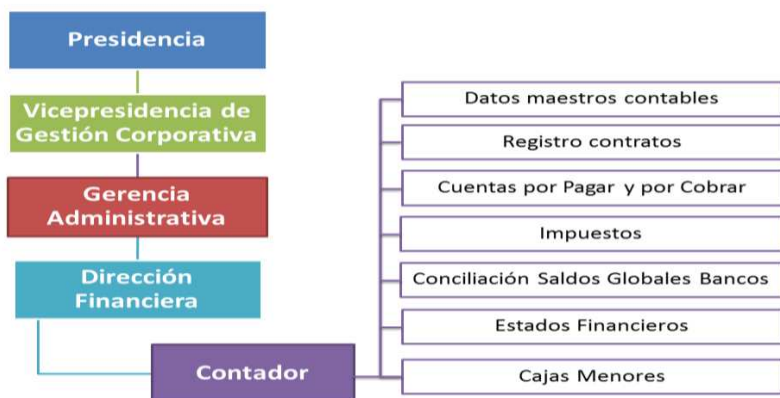 Presidencia
Vicepresidencia de
Gestión Corporativa
Gerencia
Administrativa
Dirección
Financiera
Contador
Datos maestros contables
Registro contratos
Cuentas por Pagar y por Cobrar
Impuestos
Conciliación Saldos Globales Bancos
Estados Financieros
Cajas Menores